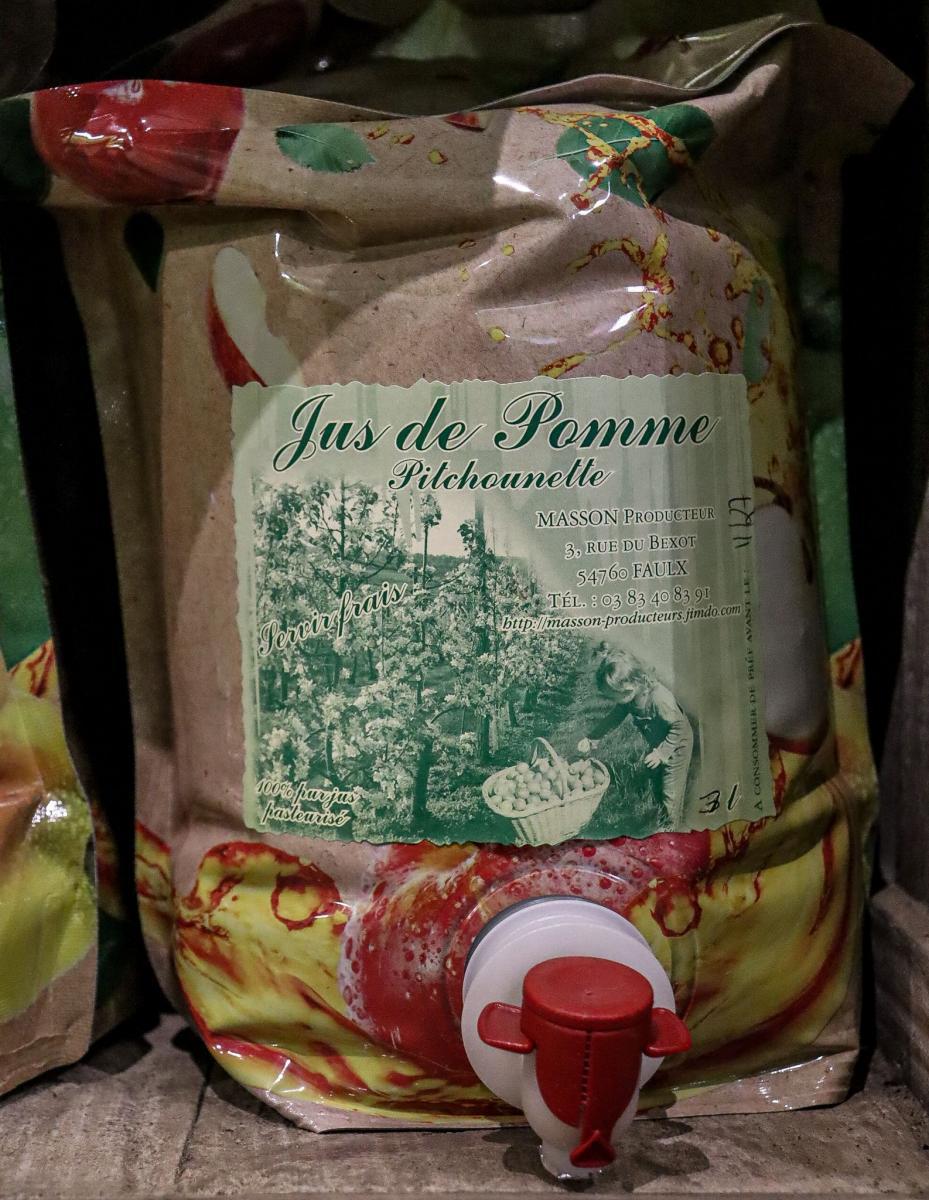 Jus de Pomme
Pitchounette
MASSON PRODUCTEUR
3, RUE DU BEXOT
54760 FAULX
TÉL. : 03 83 40 83 91
http://masson-producteurs.jimdo.com
Servir frais
100% pur jus
pasteurisé
3 l
A CONSOMMER DE PRÉF AVANT LE :